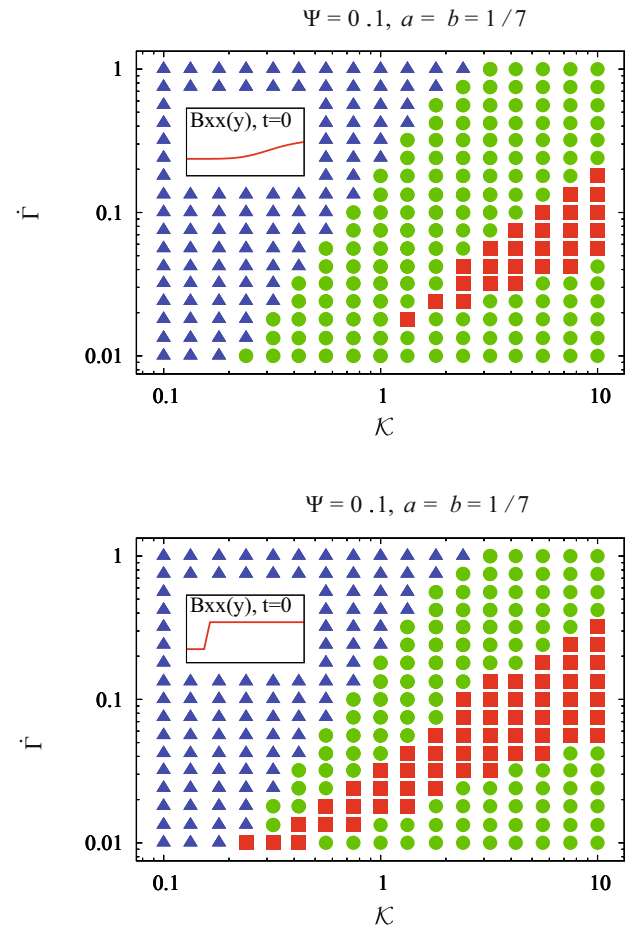 Ψ = 0 .1, a = b = 1/7
1
Bxx(y), t=0
Γ̇
0.1
0.01
0.1 1 10
𝒦
Ψ = 0 .1, a = b = 1/7
1
Bxx(y), t=0
0.1
Γ̇
0.01
0.1 1 10
𝒦